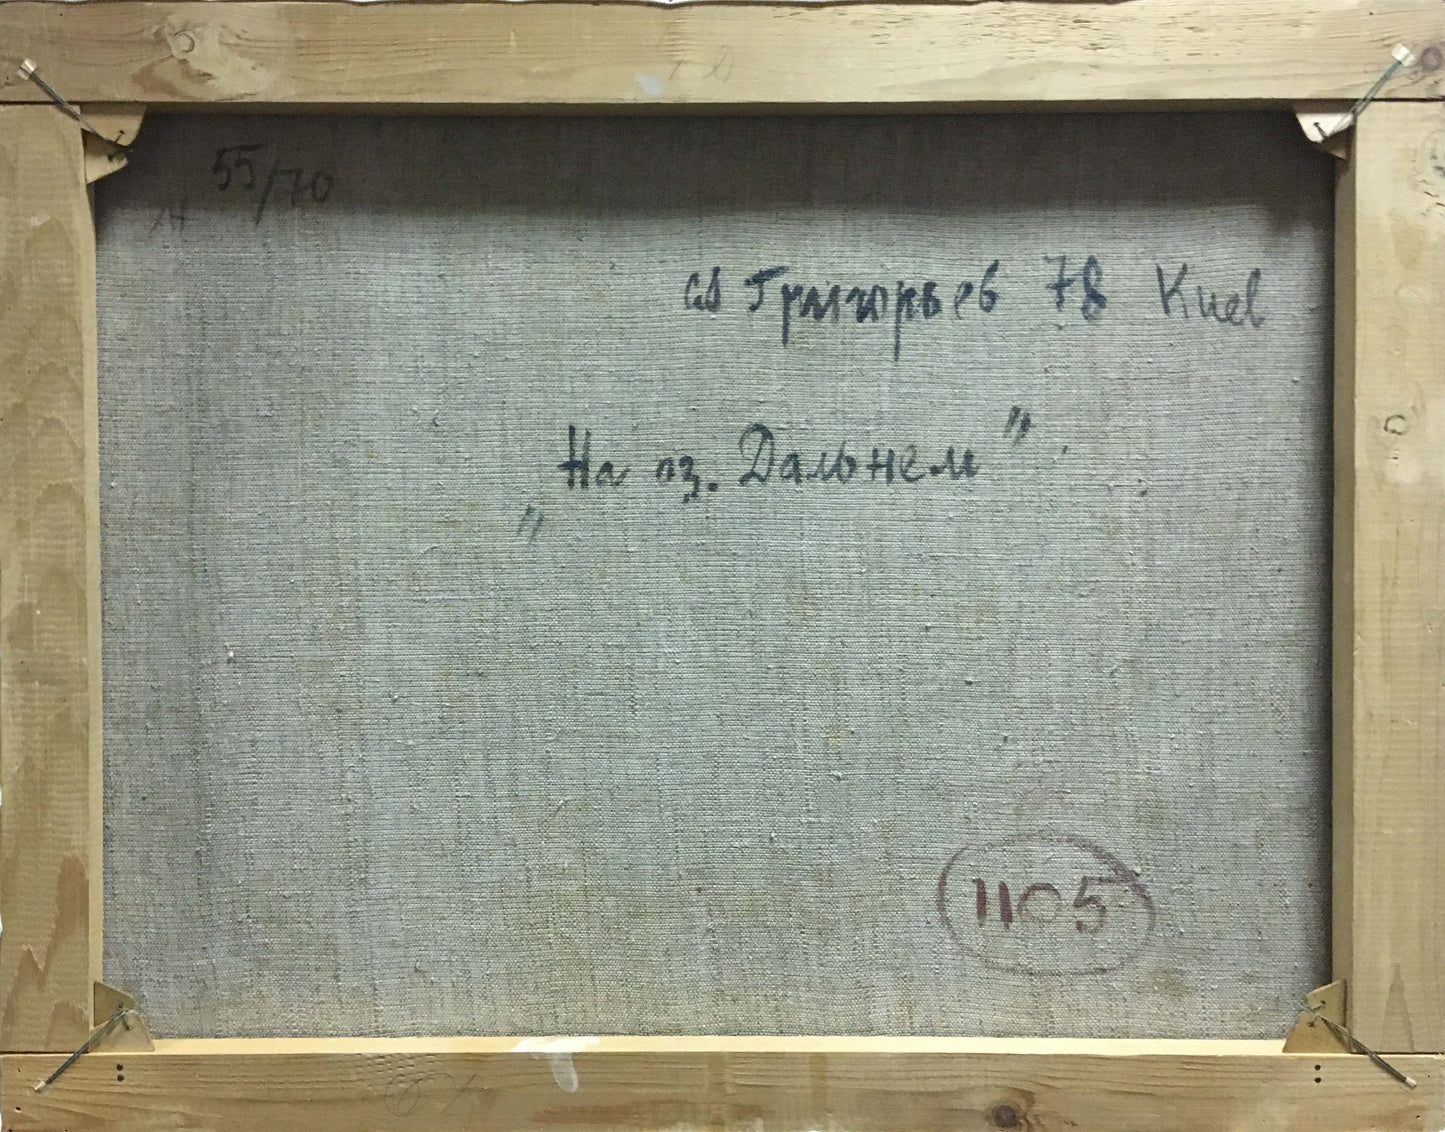 55/70
Григорьев 78 Киев
"На оз. Дальнем"
1105